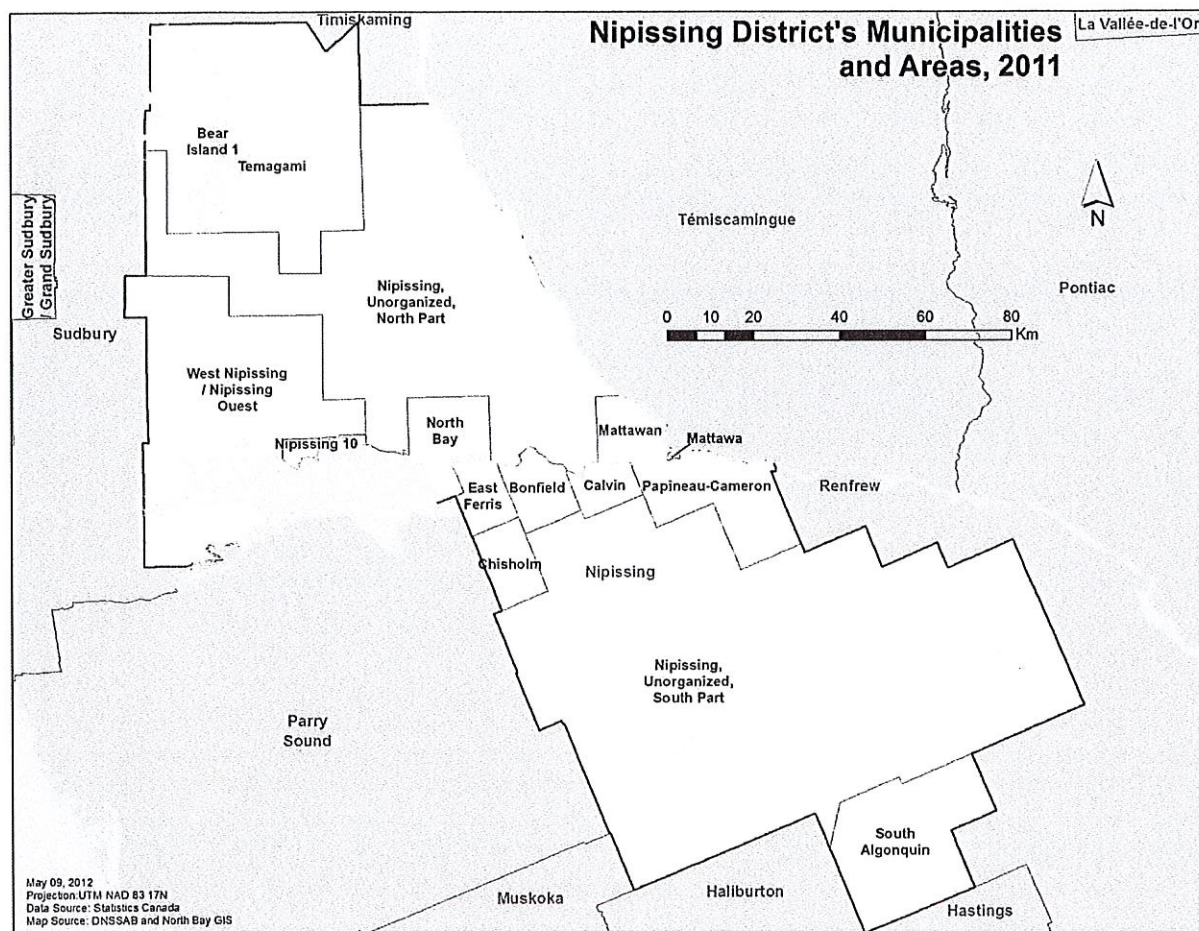 Timiskaming
Nipissing District's Municipalities
and Areas, 2011
La Vallée-de-l'Or
Bear
Island 1
Temagami
Greater Sudbury
/ Grand Sudbury
Témiscamingue
N
Nipissing,
Unorganized,
North Part
Pontiac
Sudbury
0 10 20 40 60 80
Km
West Nipissing
/ Nipissing
Ouest
Nipissing 10
North
Bay
Mattawan
Mattawa
East
Ferris
Bonfield
Calvin
Papineau-Cameron
Renfrew
Chisholm
Nipissing
Nipissing,
Unorganized,
South Part
Parry
Sound
South
Algonquin
Muskoka
Haliburton
Hastings
May 09, 2012
Projection:UTM NAD 83 17N
Data Source: Statistics Canada
Map Source: DNSSAB and North Bay GIS